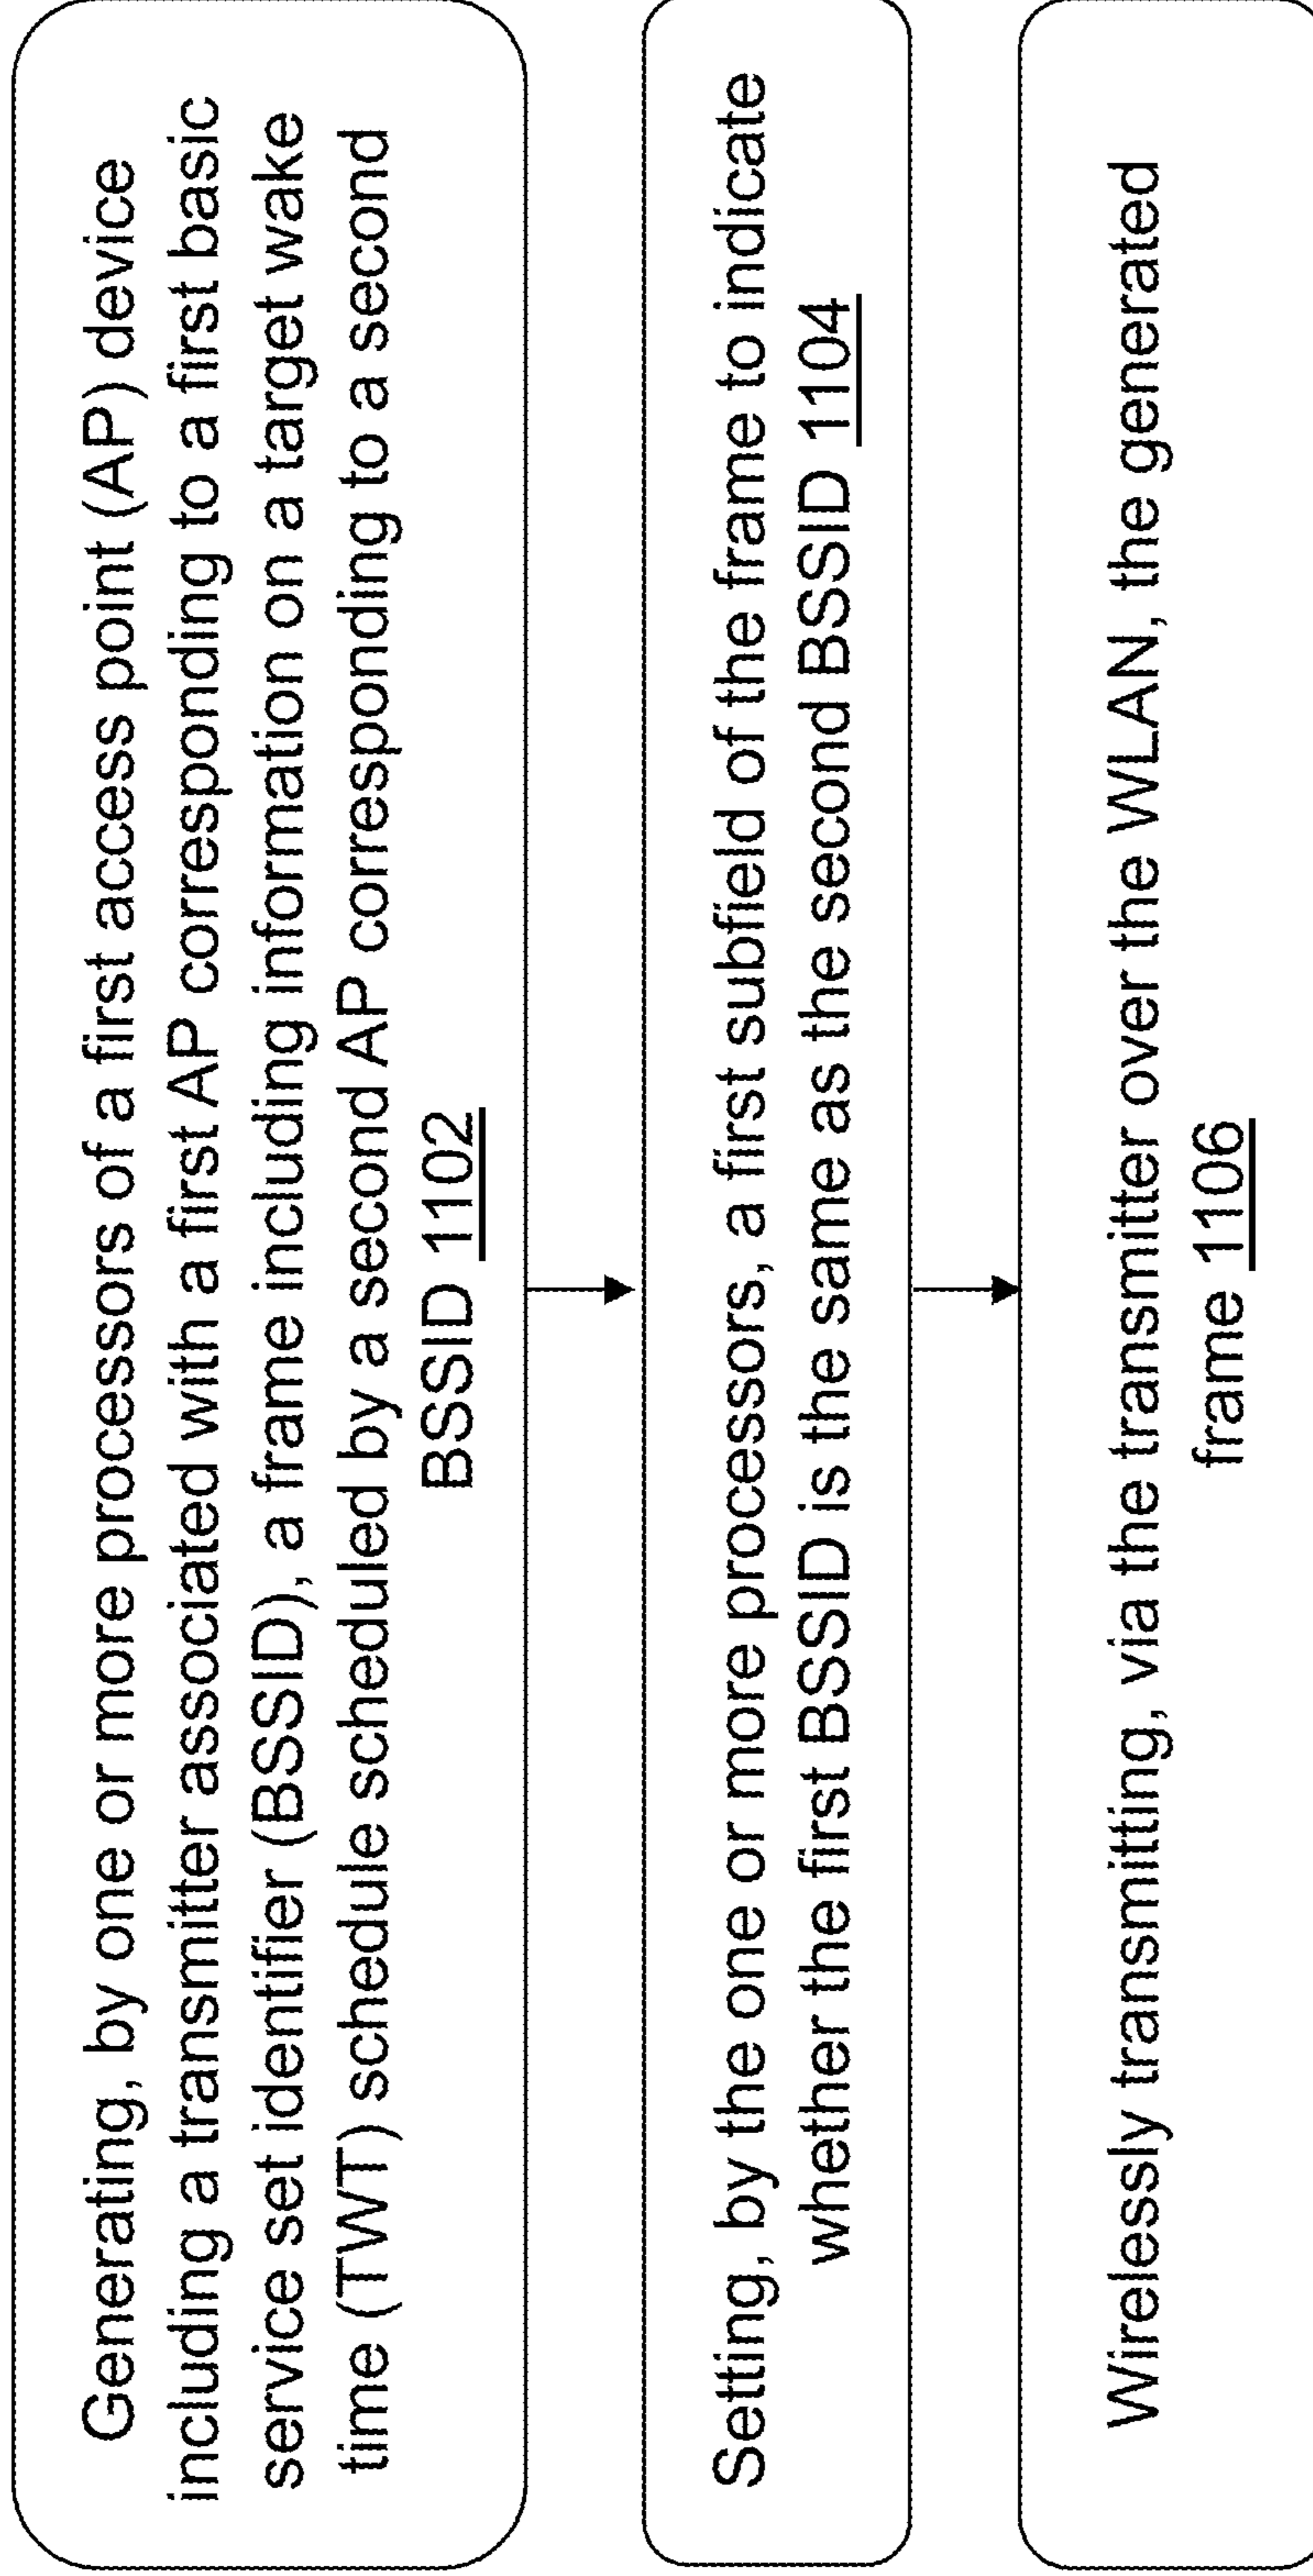 Generating, by one or more processors of a first access point (AP) device
including a transmitter associated with a first AP corresponding to a first basic
service set identifier (BSSID), a frame including information on a target wake
time (TWT) schedule scheduled by a second AP corresponding to a second
BSSID 1102
Setting, by the one or more processors, a first subfield of the frame to indicate
whether the first BSSID is the same as the second BSSID 1104
Wirelessly transmitting, via the transmitter over the WLAN, the generated
frame 1106